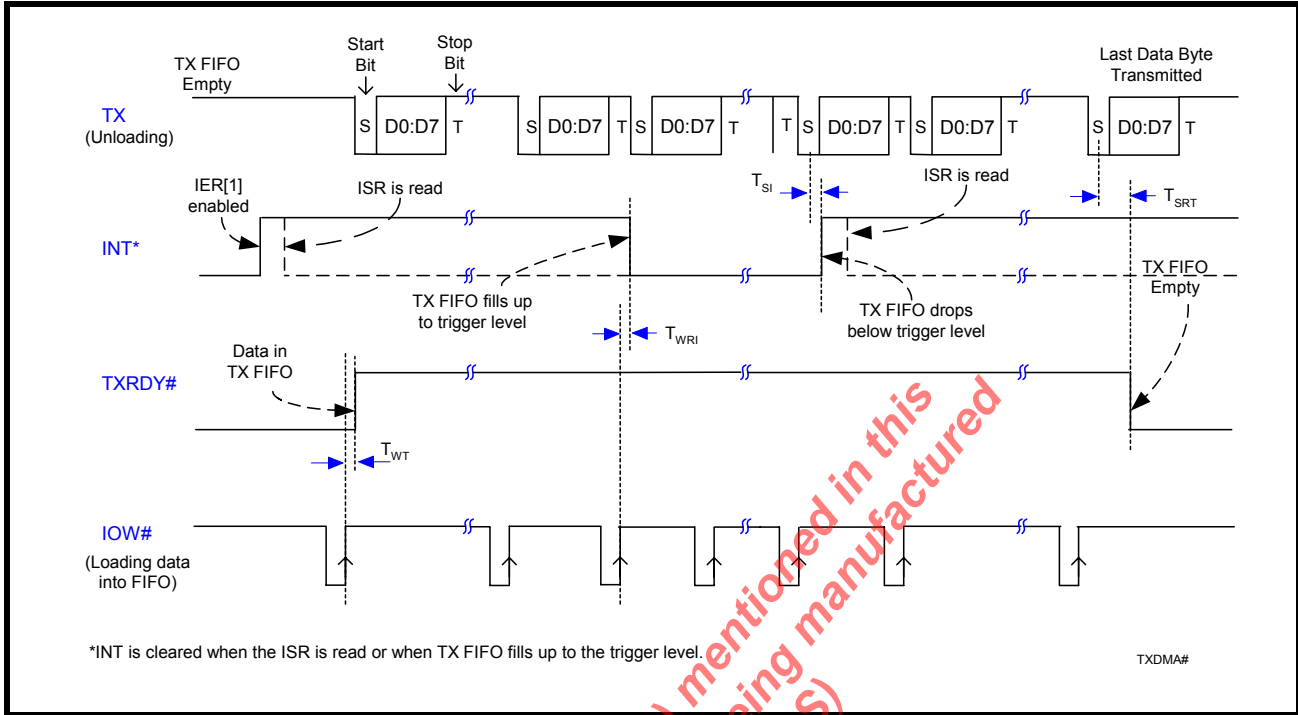 Start
Bit
Stop
Bit
TX FIFO
Empty
Last Data Byte
Transmitted
TX
(Unloading)
S D0:D7 T S D0:D7 T S D0:D7 T T S D0:D7 T S D0:D7 T S D0:D7 T
IER[1]
enabled
ISR is read
TSI
ISR is read
TSRT
INT*
TX FIFO fills up
to trigger level
TX FIFO drops
below trigger level
TX FIFO
Empty
TWRI
Data in
TX FIFO
TXRDY#
TWT
IOW#
(Loading data
into FIFO)
*INT is cleared when the ISR is read or when TX FIFO fills up to the trigger level.
TXDMA#
mentioned in this
being manufactured
S)